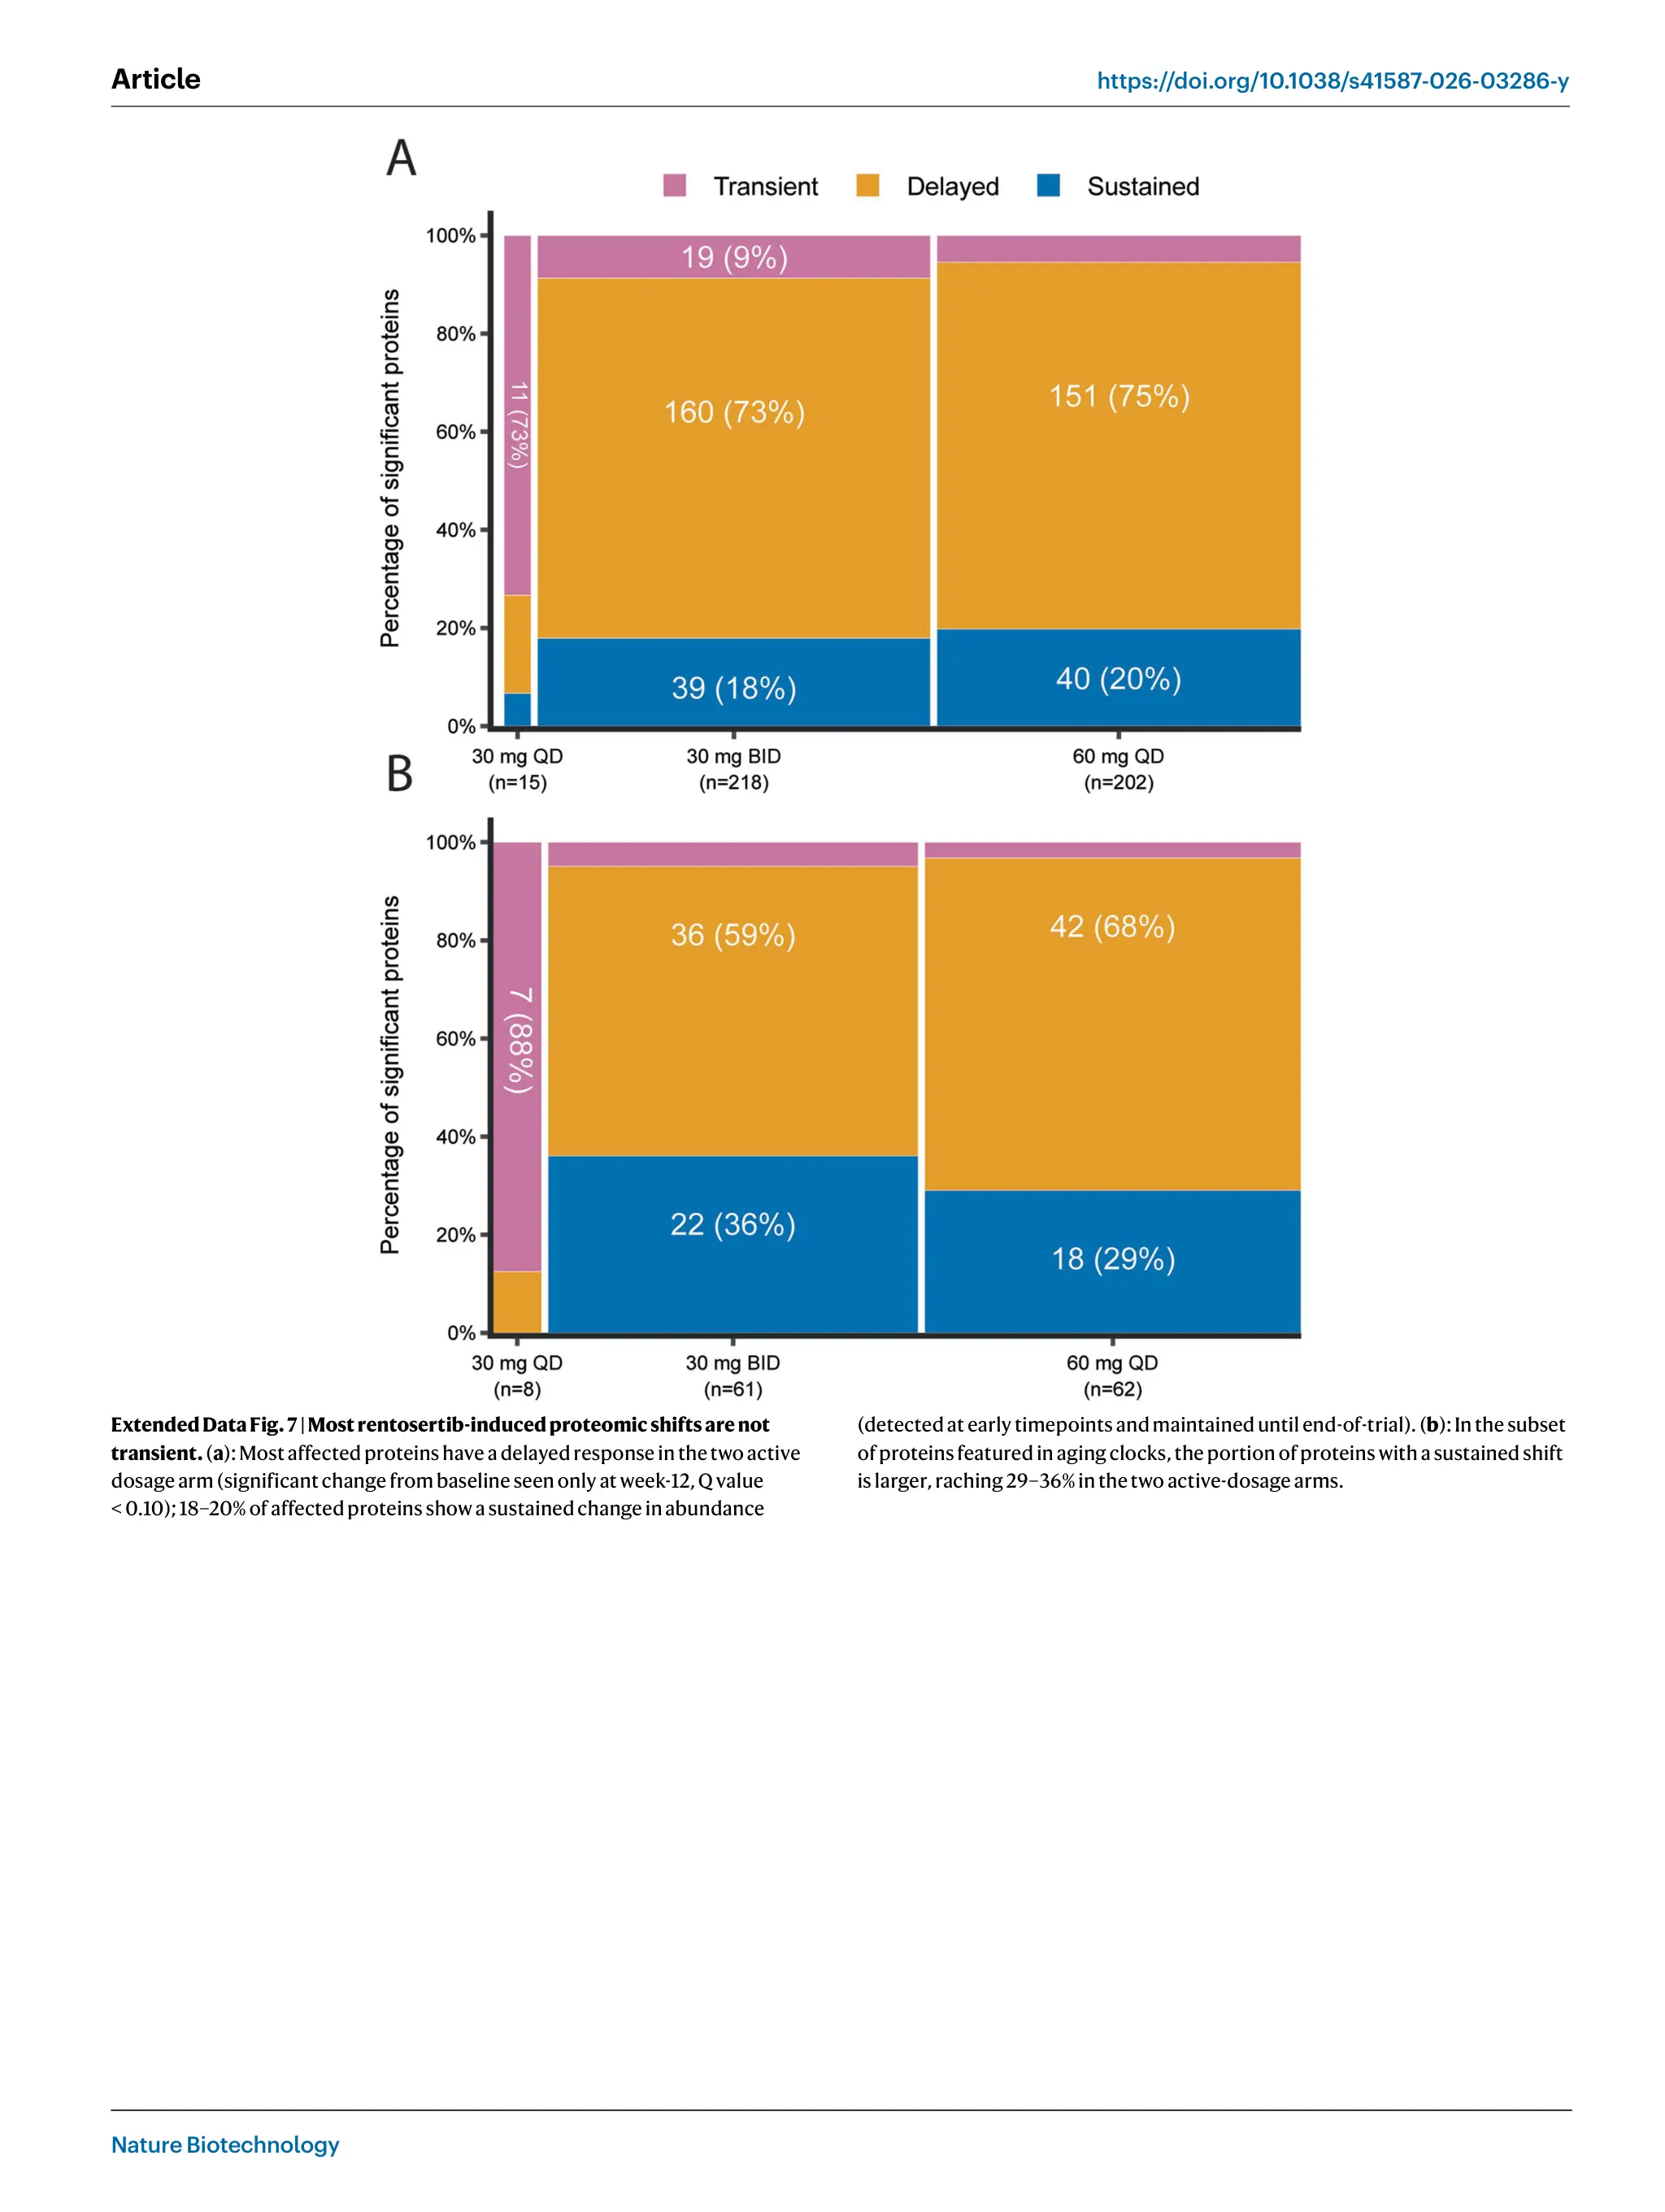 Article
https://doi.org/10.1038/s41587-026-03286-y
A
Transient Delayed Sustained
Percentage of significant proteins
100%
80%
60%
40%
20%
0%
11 (73%)
19 (9%)
160 (73%)
39 (18%)
151 (75%)
40 (20%)
30 mg QD
(n=15)
30 mg BID
(n=218)
60 mg QD
(n=202)
B
Percentage of significant proteins
100%
80%
60%
40%
20%
0%
7 (88%)
36 (59%)
22 (36%)
42 (68%)
18 (29%)
30 mg QD
(n=8)
30 mg BID
(n=61)
60 mg QD
(n=62)
Extended Data Fig. 7 | Most rentosertib-induced proteomic shifts are not
transient. (a): Most affected proteins have a delayed response in the two active
dosage arm (significant change from baseline seen only at week-12, Q value
< 0.10); 18–20% of affected proteins show a sustained change in abundance
(detected at early timepoints and maintained until end-of-trial). (b): In the subset
of proteins featured in aging clocks, the portion of proteins with a sustained shift
is larger, raching 29–36% in the two active-dosage arms.
Nature Biotechnology